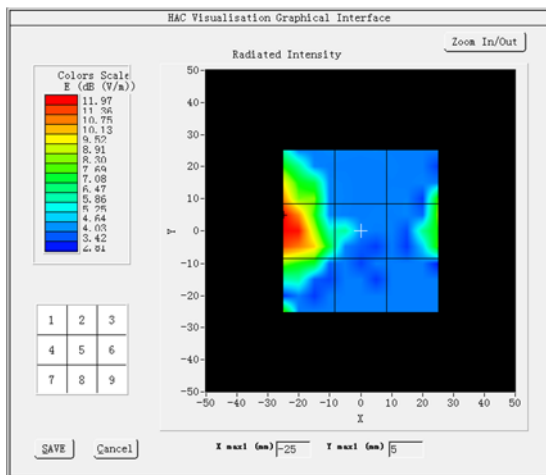 HAC Visualisation Graphical Interface
Zoom In/Out
Radiated Intensity
Colors Scale
E (dB (V/m))
11.97
11.36
10.75
10.13
9.52
8.91
8.30
7.69
7.08
6.47
5.86
5.25
4.64
4.03
3.42
2.81
50
40
30
20
10
0
-10
-20
-30
-40
-50
Y
-50 -40 -30 -20 -10 0 10 20 30 40 50
X
1 2 3
4 5 6
7 8 9
SAVE Cancel
X max1 (mm) -25 Y max1 (mm) 5